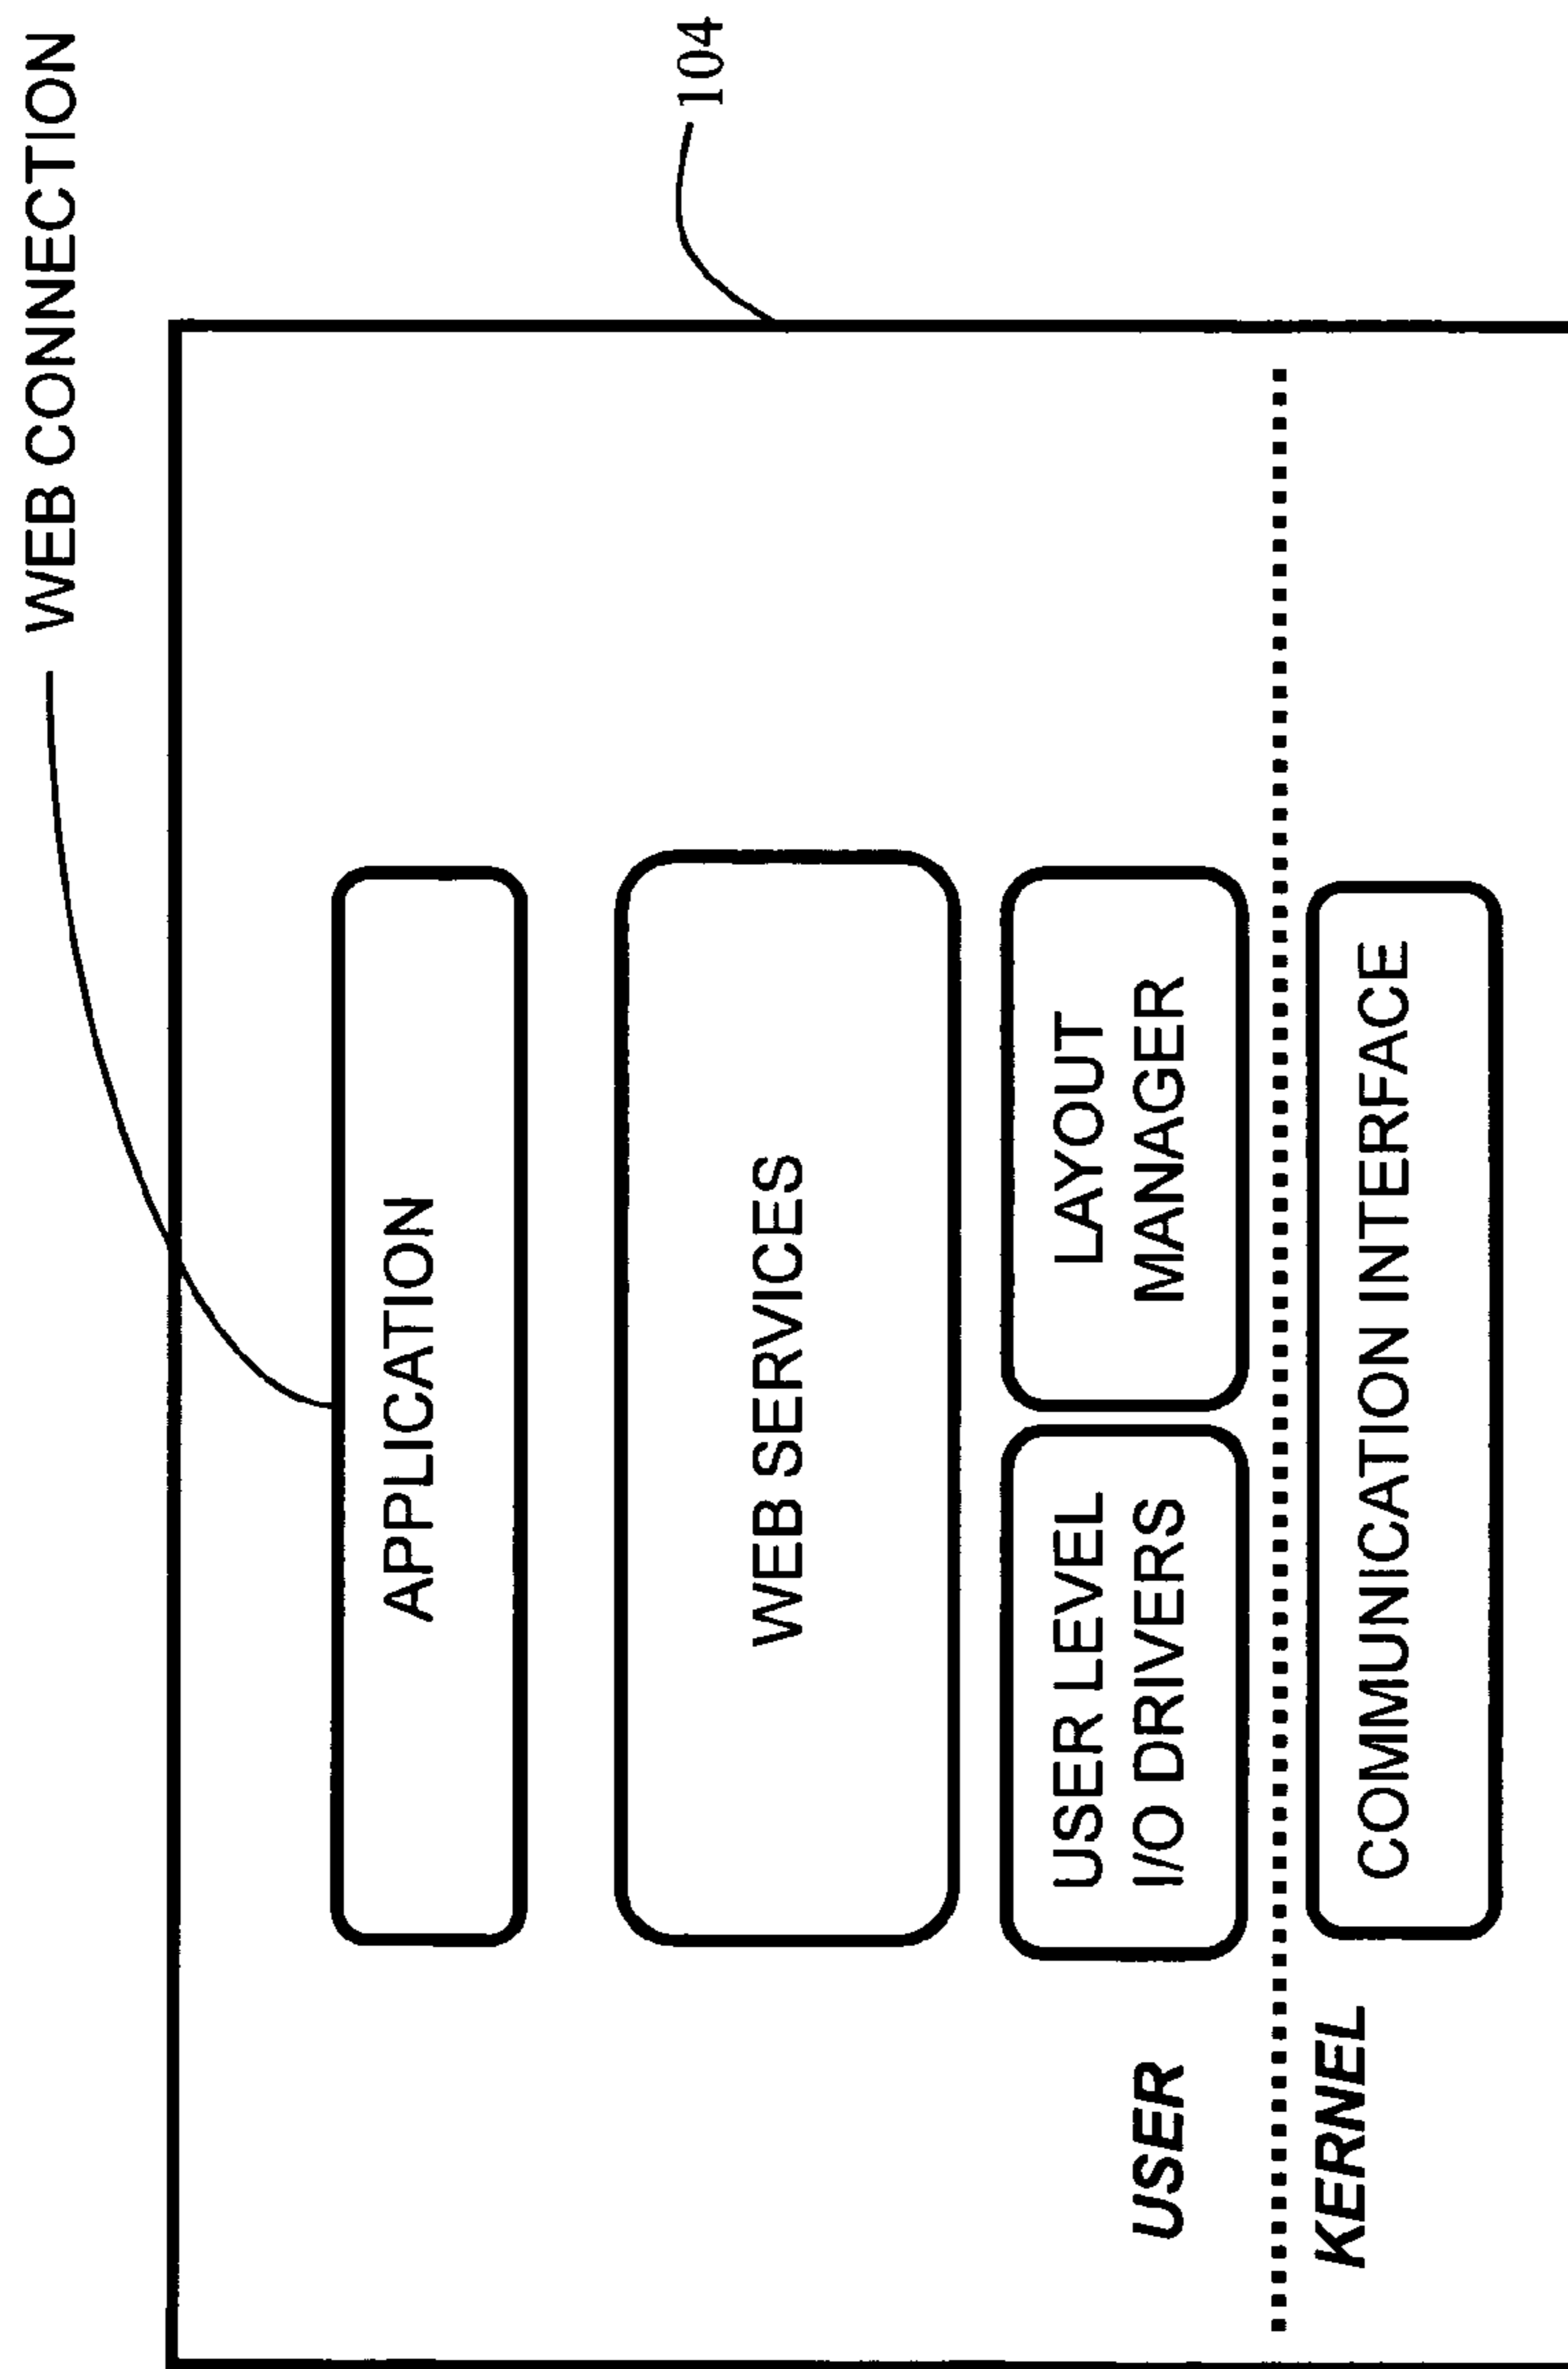 WEB CONNECTION
104
APPLICATION
WEB SERVICES
USER LEVEL
I/O DRIVERS
LAYOUT
MANAGER
USER
KERNEL
COMMUNICATION INTERFACE